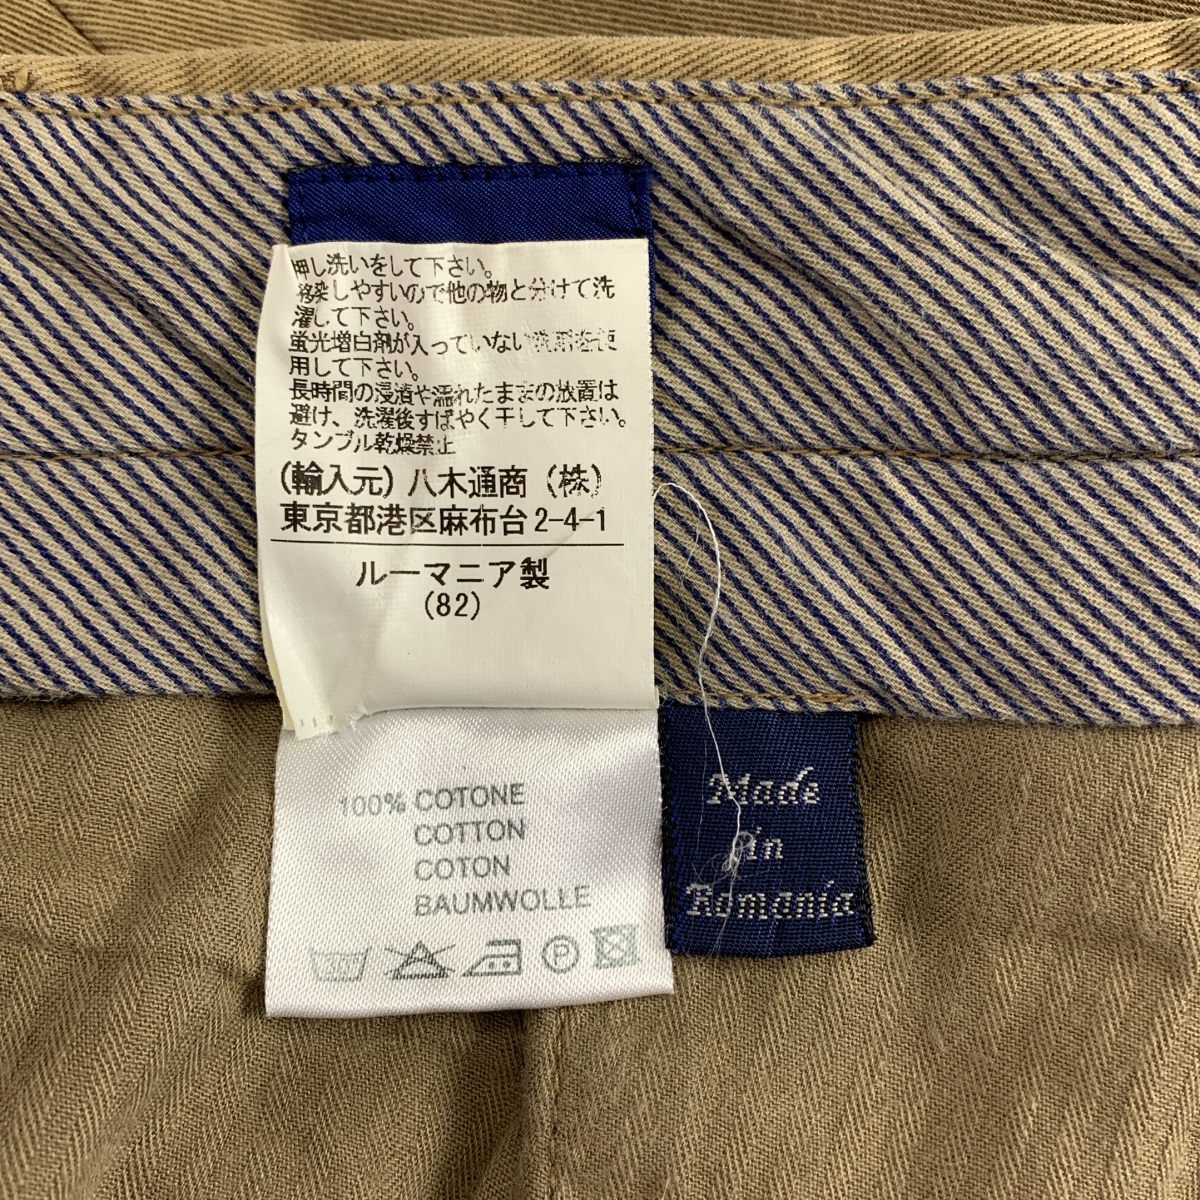 押し洗いをして下さい。
移染しやすいので他の物と分けて洗
濯して下さい。
蛍光増白剤が入っていない洗剤を使
用して下さい。
長時間の浸漬や濡れたままの放置は
避け、洗濯後すばやく干して下さい。
タンブル乾燥禁止
(輸入元) 八木通商 (株)
東京都港区麻布台2-4-1
ルーマニア製
(82)
100% COTONE
COTTON
COTON
BAUMWOLLE
30
P
Made
in
Romania